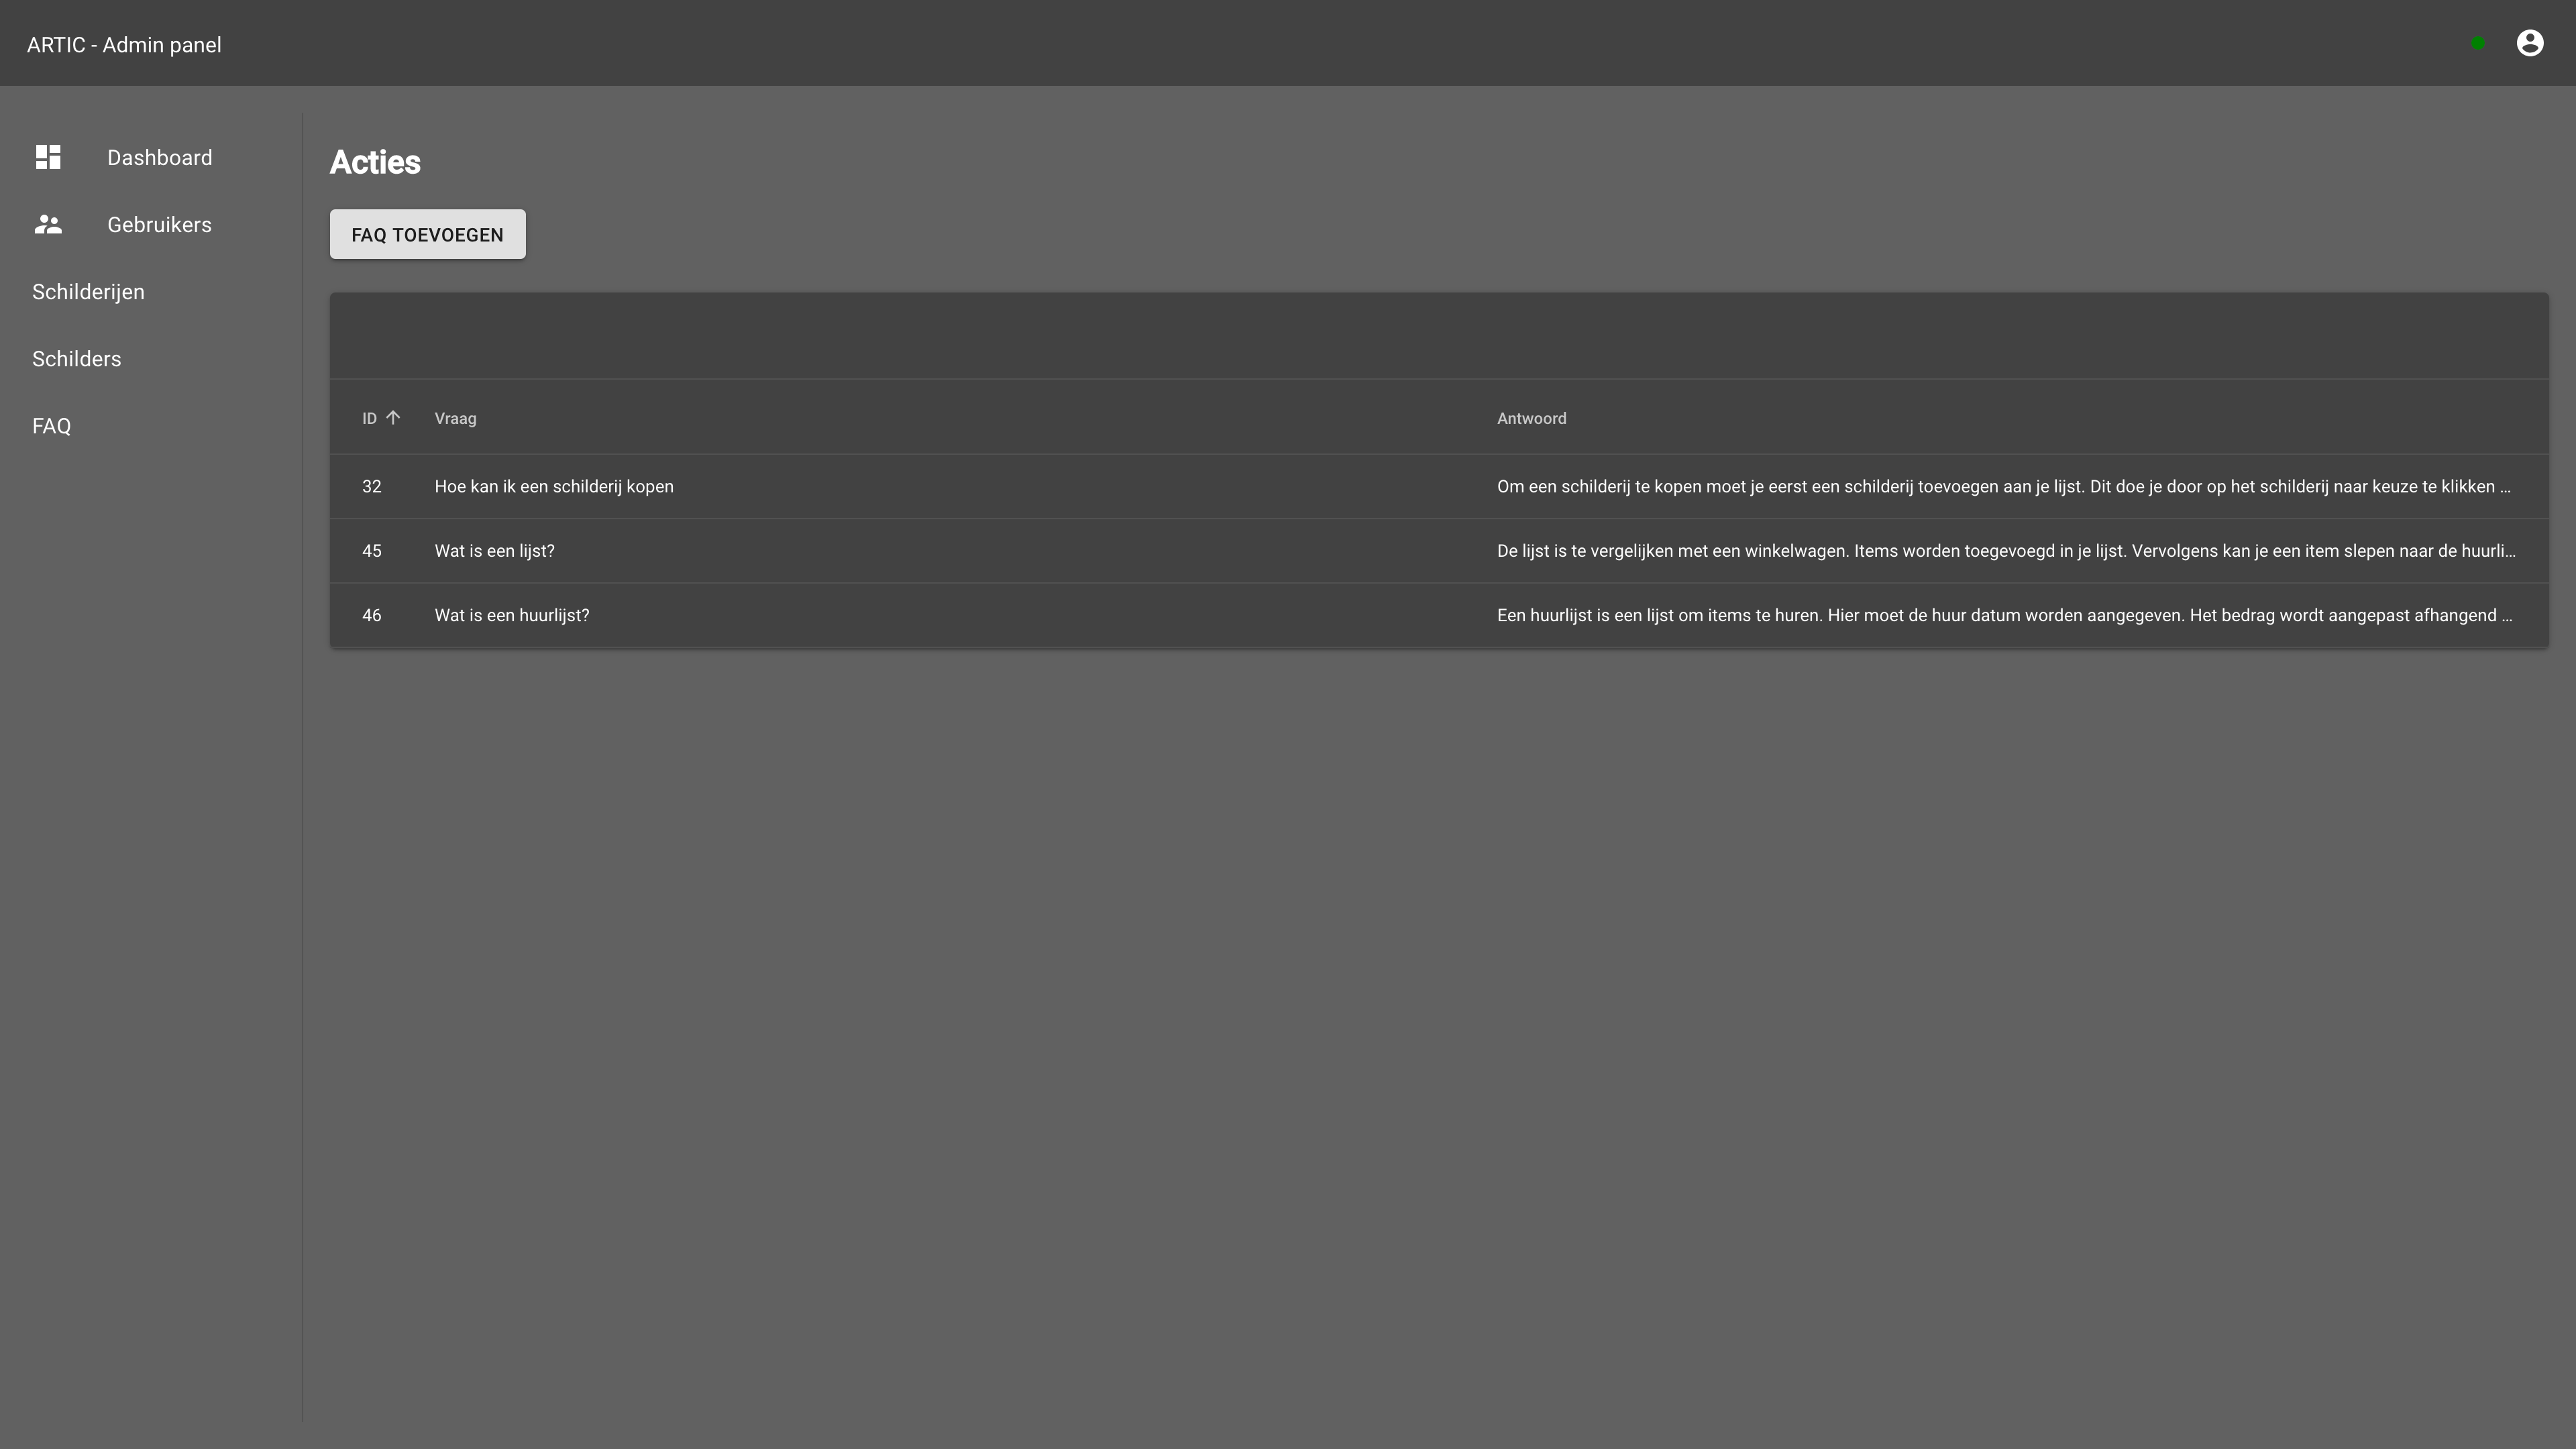 ARTIC - Admin panel
Dashboard
Gebruikers
Schilderijen
Schilders
FAQ
Acties
FAQ TOEVOEGEN
ID Vraag Antwoord
32 Hoe kan ik een schilderij kopen Om een schilderij te kopen moet je eerst een schilderij toevoegen aan je lijst. Dit doe je door op het schilderij naar keuze te klikken ...
45 Wat is een lijst? De lijst is te vergelijken met een winkelwagen. Items worden toegevoegd in je lijst. Vervolgens kan je een item slepen naar de huurli...
46 Wat is een huurlijst? Een huurlijst is een lijst om items te huren. Hier moet de huur datum worden aangegeven. Het bedrag wordt aangepast afhangend ...